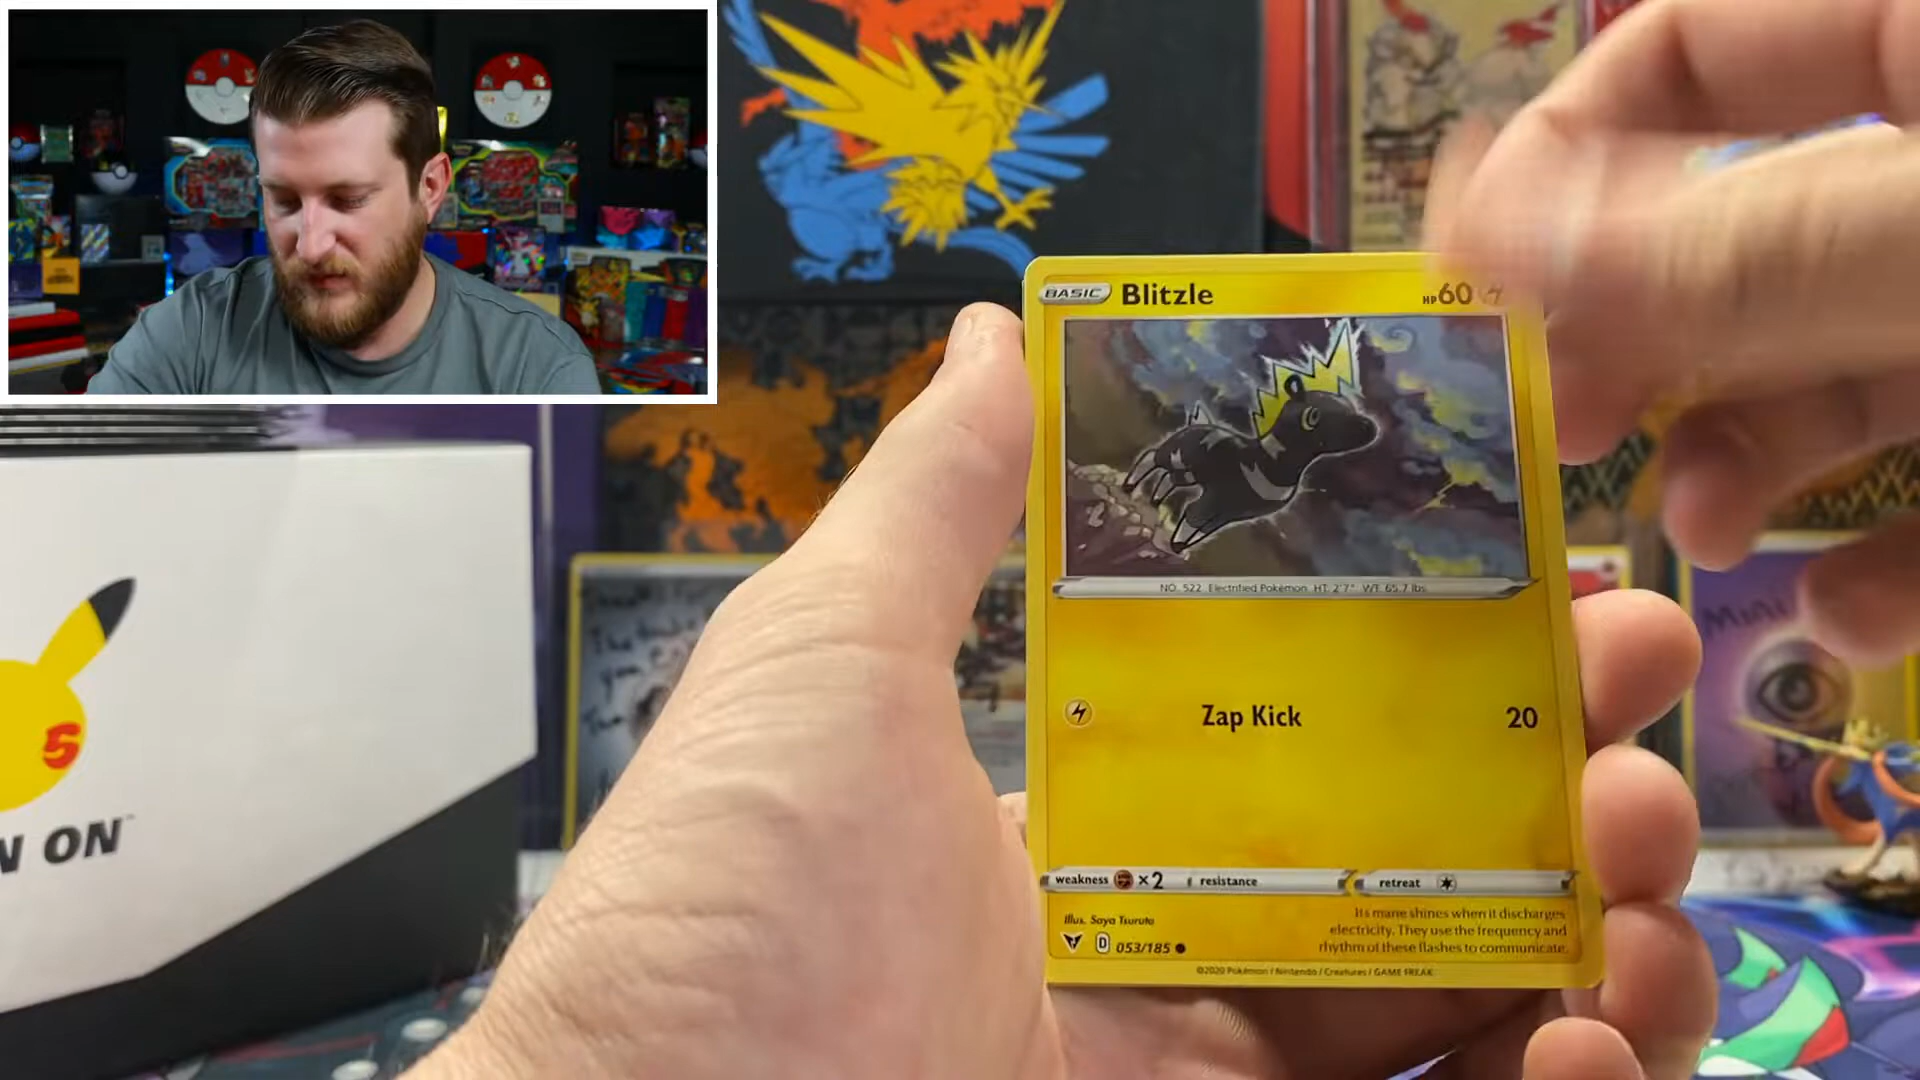 BASIC Blitzle HP60
NO. 522 Electrified Pokémon HT: 2'7" WT: 65.7 lbs.
Zap Kick 20
weakness ×2 resistance retreat
Illus. Saya Tsuruta
Its mane shines when it discharges
electricity. They use the frequency and
rhythm of these flashes to communicate.
D 053/185
©2020 Pokémon / Nintendo / Creatures / GAME FREAK
5
N ON™
Mini